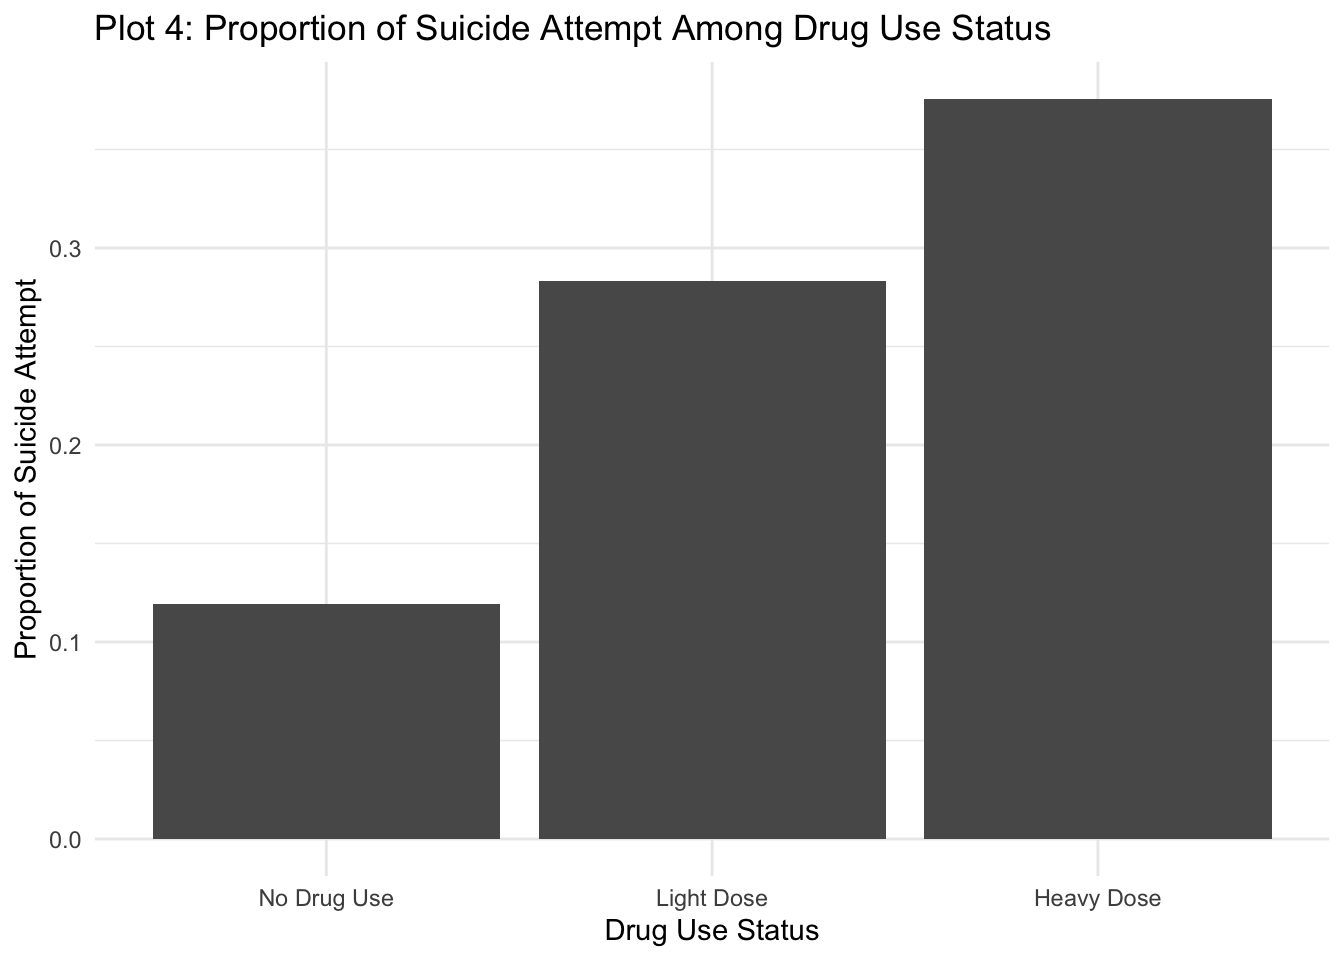 Plot 4: Proportion of Suicide Attempt Among Drug Use Status
Proportion of Suicide Attempt
0.3
0.2
0.1
0.0
No Drug Use
Light Dose
Heavy Dose
Drug Use Status